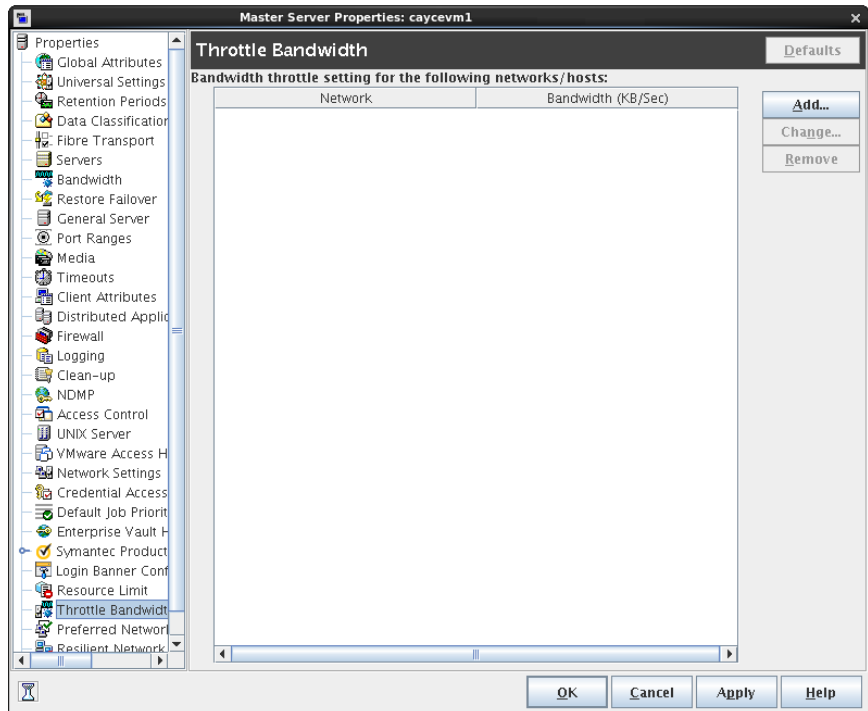 Master Server Properties: caycevm1
Properties
Global Attributes
Universal Settings
Retention Periods
Data Classification
Fibre Transport
Servers
Bandwidth
Restore Failover
General Server
Port Ranges
Media
Timeouts
Client Attributes
Distributed Applic
Firewall
Logging
Clean-up
NDMP
Access Control
UNIX Server
VMware Access H
Network Settings
Credential Access
Default Job Priorit
Enterprise Vault H
Symantec Product
Login Banner Conf
Resource Limit
Throttle Bandwidt
Preferred Networl
Resilient Network
Throttle Bandwidth
Defaults
Bandwidth throttle setting for the following networks/hosts:
Network Bandwidth (KB/Sec)
Add...
Change...
Remove
OK Cancel Apply Help